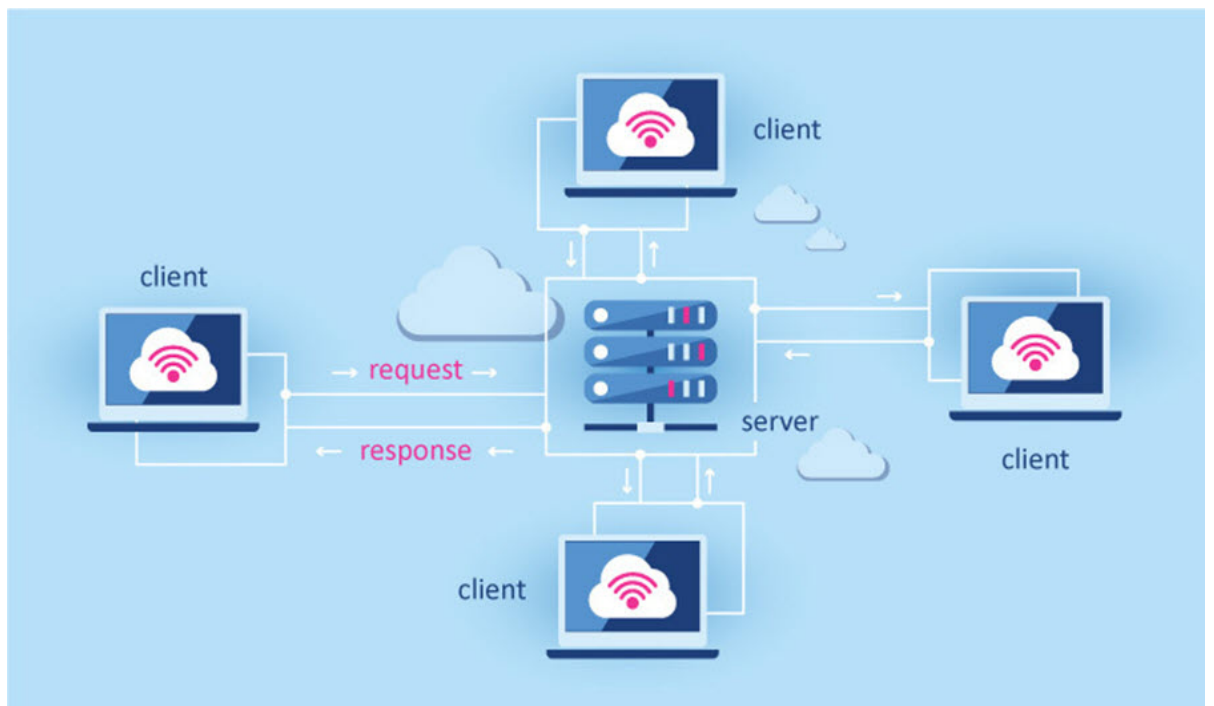 client
client
request
server
response
client
client